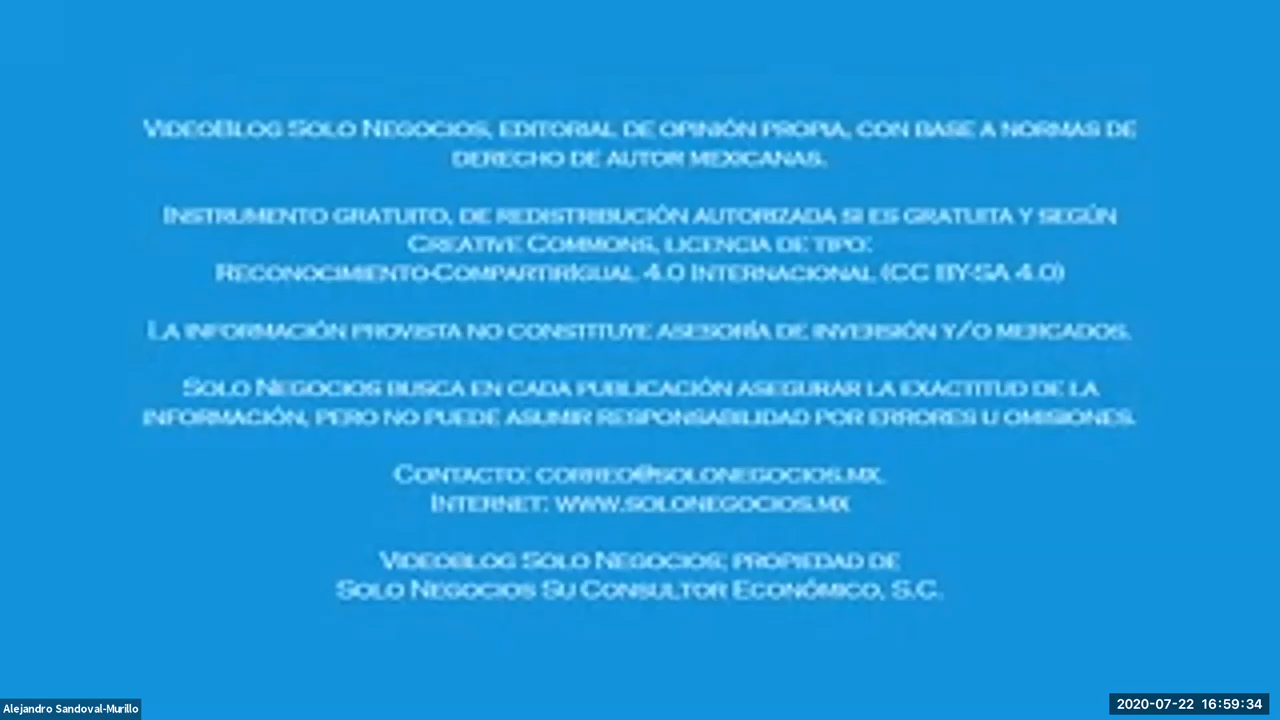 VIDEOBLOG SOLO NEGOCIOS, EDITORIAL DE OPINIÓN PROPIA, CON BASE A NORMAS DE
DERECHO DE AUTOR MEXICANAS.
INSTRUMENTO GRATUITO, DE REDISTRIBUCIÓN AUTORIZADA SI ES GRATUITA Y SEGÚN
CREATIVE COMMONS, LICENCIA DE TIPO:
RECONOCIMIENTO-COMPARTIRIGUAL 4.0 INTERNACIONAL (CC BY-SA 4.0)
LA INFORMACIÓN PROVISTA NO CONSTITUYE ASESORÍA DE INVERSIÓN Y/O MERCADOS.
SOLO NEGOCIOS BUSCA EN CADA PUBLICACIÓN ASEGURAR LA EXACTITUD DE LA
INFORMACIÓN, PERO NO PUEDE ASUMIR RESPONSABILIDAD POR ERRORES U OMISIONES.
CONTACTO: CORREO@SOLONEGOCIOS.MX.
INTERNET: WWW.SOLONEGOCIOS.MX
VIDEOBLOG SOLO NEGOCIOS: PROPIEDAD DE
SOLO NEGOCIOS SU CONSULTOR ECONÓMICO, S.C.
Alejandro Sandoval-Murillo
2020-07-22 16:59:34